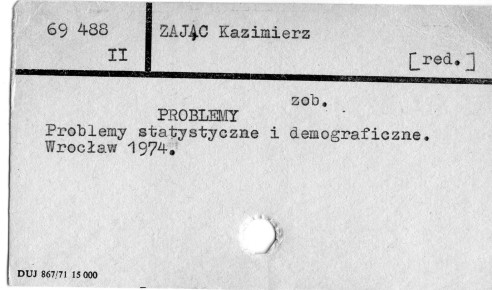 69 488 ZAJĄC Kazimierz
II [red.]
zob.
PROBLEMY
Problemy statystyczne i demograficzne.
Wrocław 1974.
DUJ 867/71 15 000